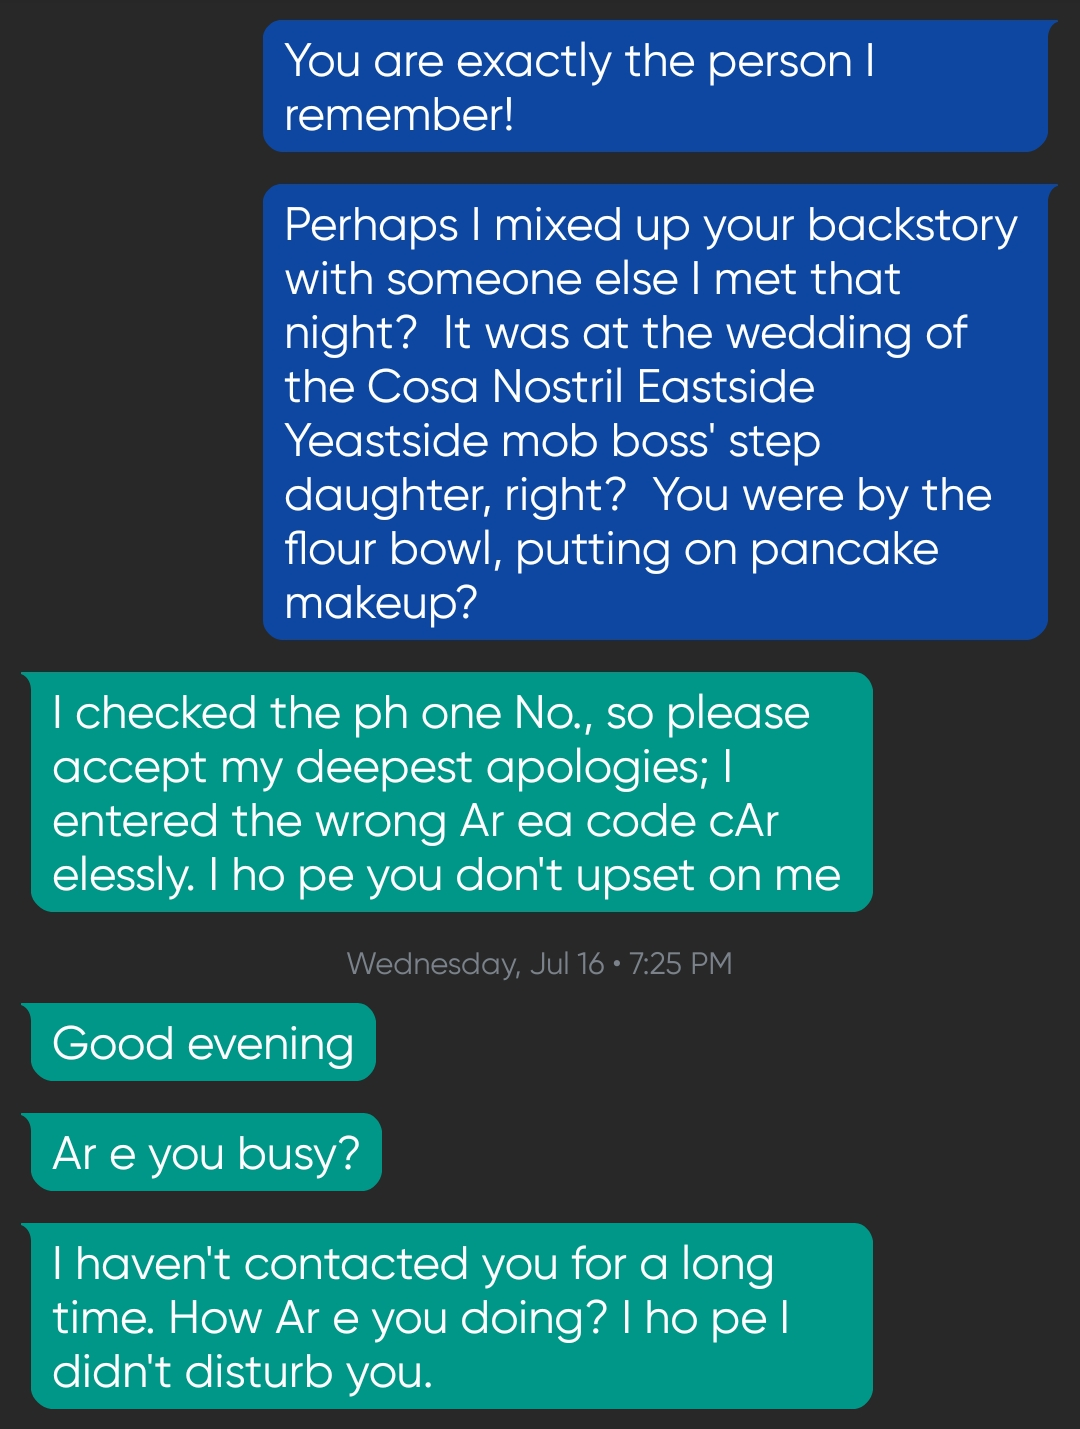 You are exactly the person I
remember!
Perhaps I mixed up your backstory
with someone else I met that
night?  It was at the wedding of
the Cosa Nostril Eastside
Yeastside mob boss' step
daughter, right?  You were by the
flour bowl, putting on pancake
makeup?
I checked the ph one No., so please
accept my deepest apologies; I
entered the wrong Ar ea code cAr
elessly. I ho pe you don't upset on me
Wednesday, Jul 16 • 7:25 PM
Good evening
Ar e you busy?
I haven't contacted you for a long
time. How Ar e you doing? I ho pe I
didn't disturb you.